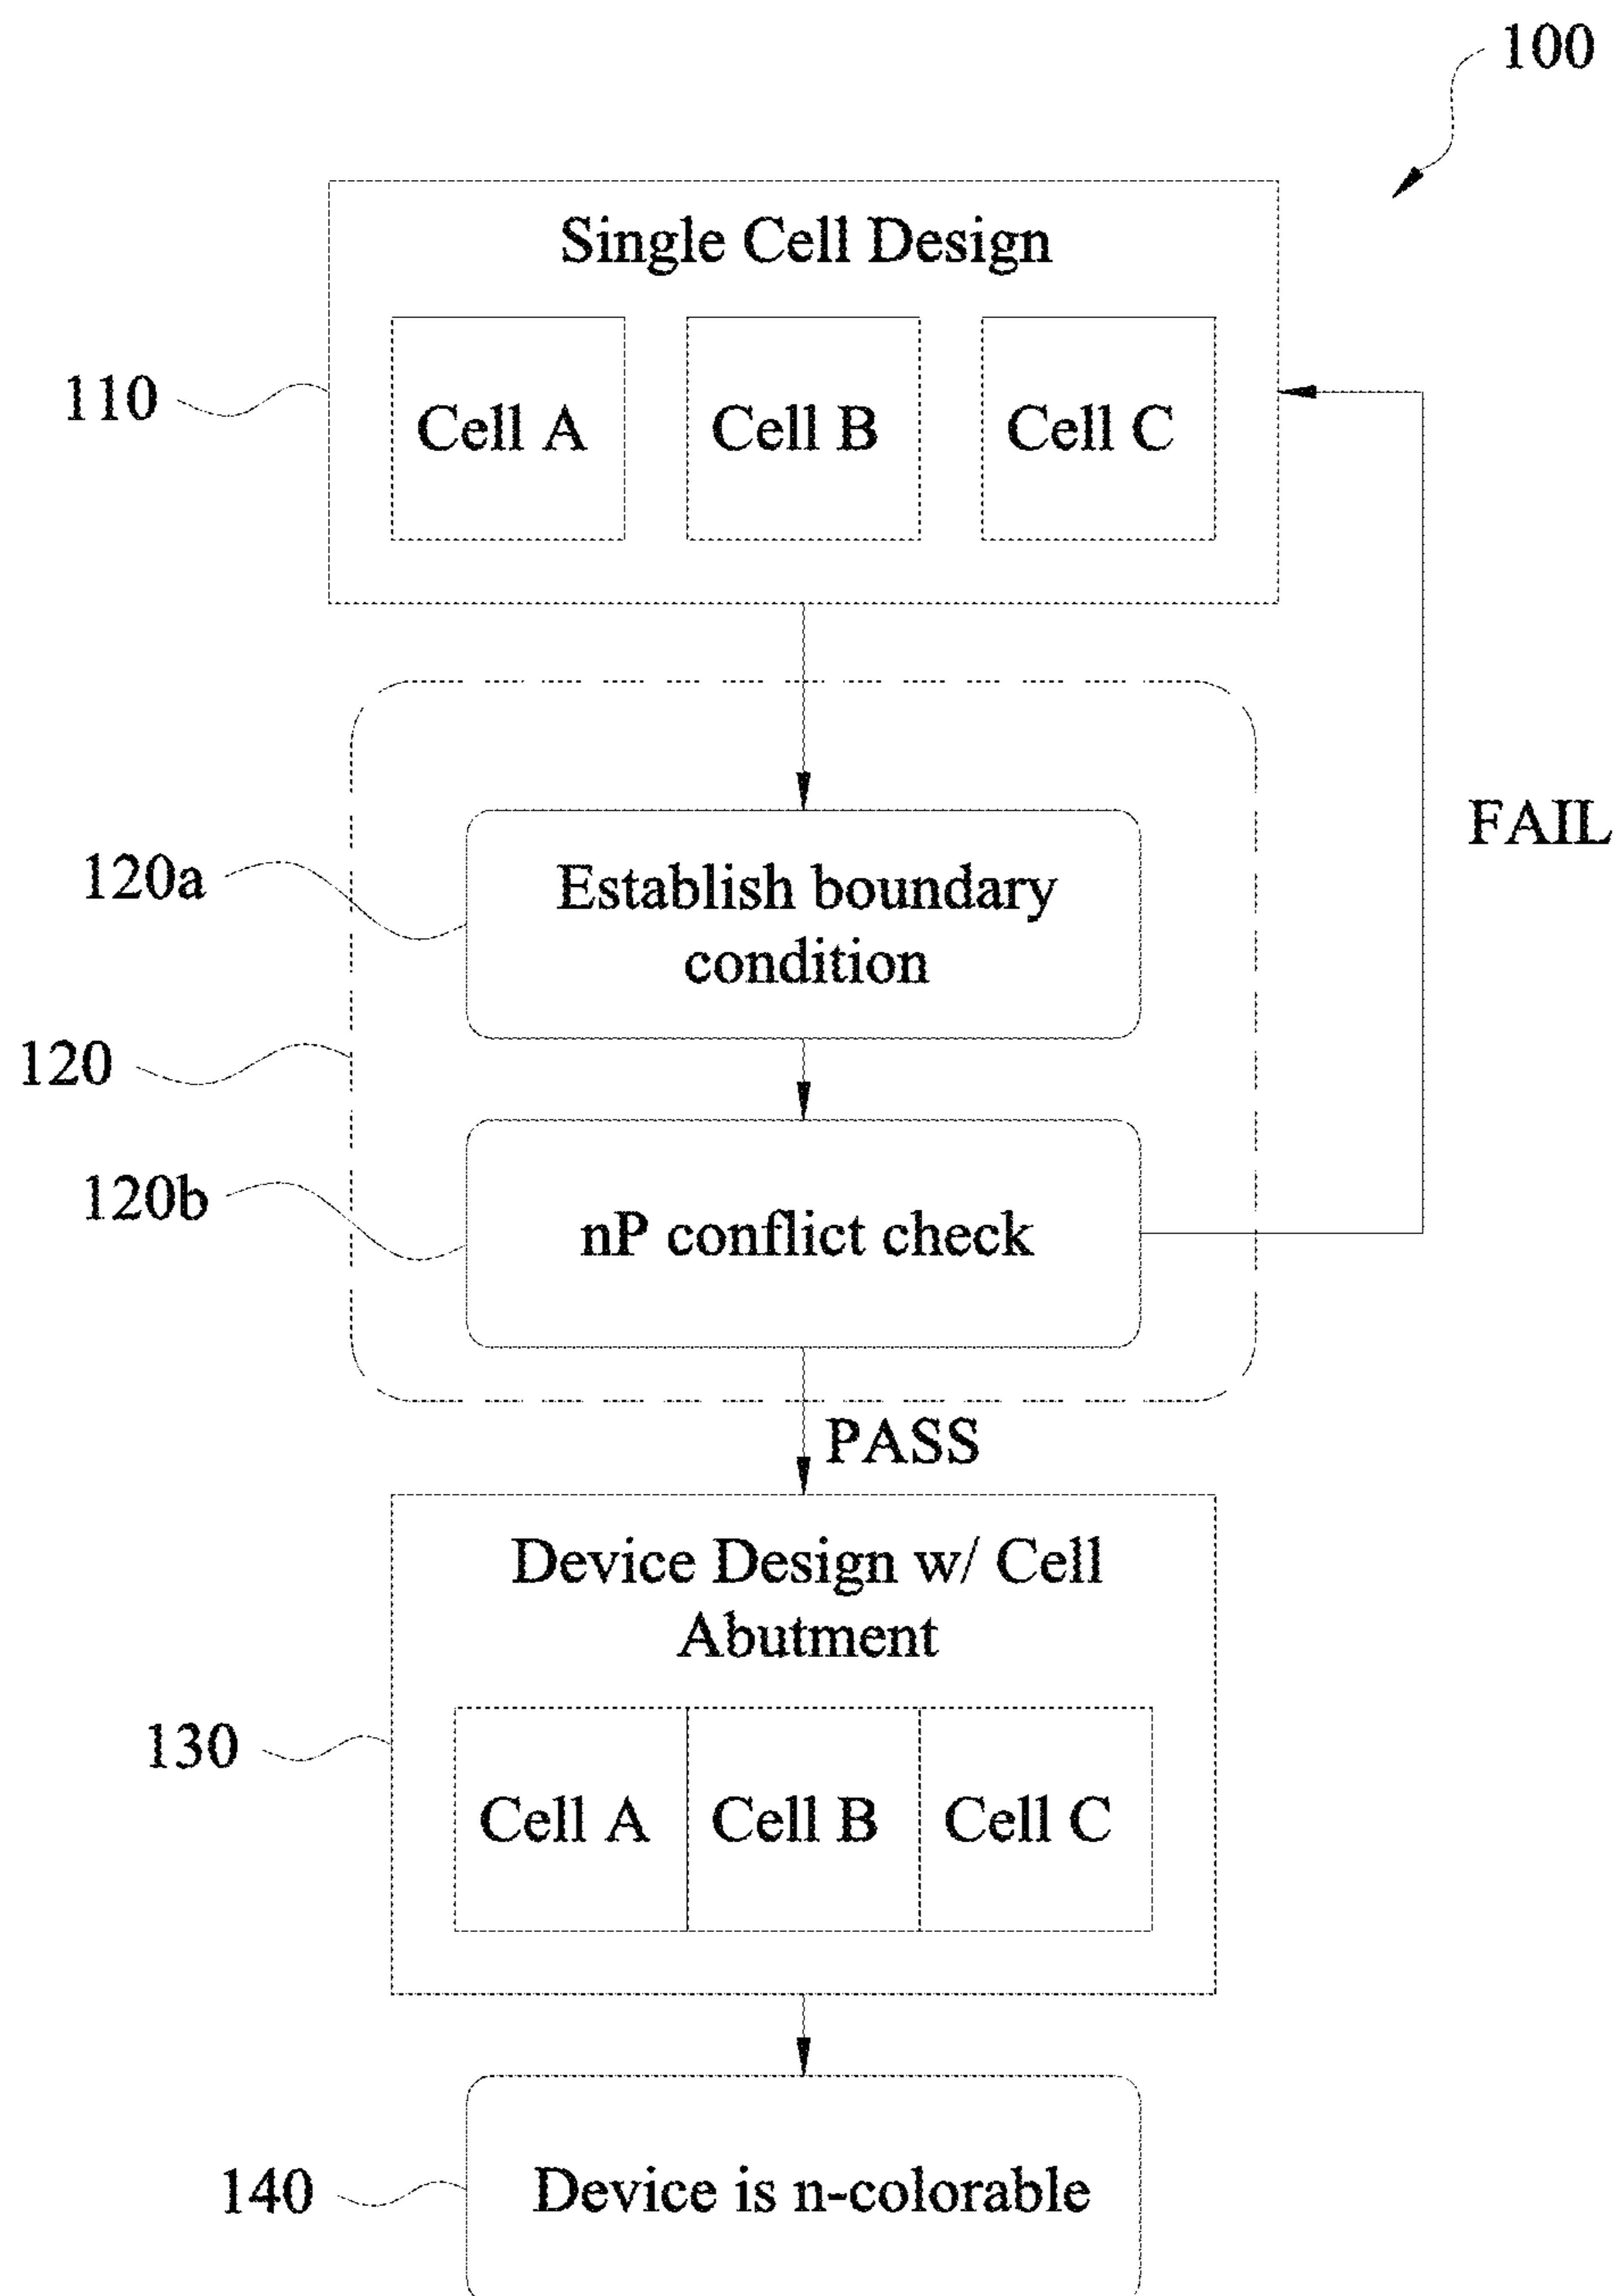 100
Single Cell Design
110
Cell A
Cell B
Cell C
FAIL
120a
Establish boundary
condition
120
120b
nP conflict check
PASS
Device Design w/ Cell
Abutment
130
Cell A
Cell B
Cell C
140
Device is n-colorable